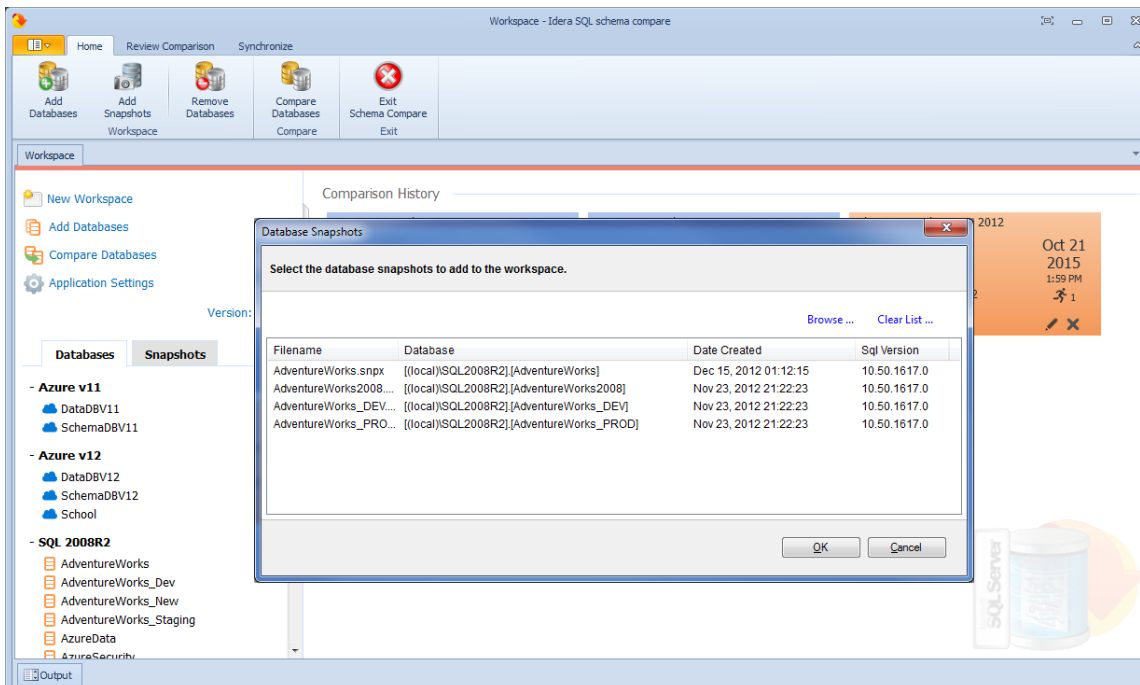 Workspace - Idera SQL schema compare
Home Review Comparison Synchronize
Add Databases
Add Snapshots
Remove Databases
Compare Databases
Exit Schema Compare
Workspace Compare Exit
Workspace
New Workspace
Add Databases
Compare Databases
Application Settings
Version:
Databases Snapshots
- Azure v11
DataDBV11
SchemaDBV11
- Azure v12
DataDBV12
SchemaDBV12
School
- SQL 2008R2
AdventureWorks
AdventureWorks_Dev
AdventureWorks_New
AdventureWorks_Staging
AzureData
AzureSecurity
Comparison History
2012
Oct 21
2015
1:59 PM
1
2
Database Snapshots
Select the database snapshots to add to the workspace.
Browse ... Clear List ...
Filename Database Date Created Sql Version
AdventureWorks.snpx [(local)\SQL2008R2].[AdventureWorks] Dec 15, 2012 01:12:15 10.50.1617.0
AdventureWorks2008.... [(local)\SQL2008R2].[AdventureWorks2008] Nov 23, 2012 21:22:23 10.50.1617.0
AdventureWorks_DEV.... [(local)\SQL2008R2].[AdventureWorks_DEV] Nov 23, 2012 21:22:23 10.50.1617.0
AdventureWorks_PRO... [(local)\SQL2008R2].[AdventureWorks_PROD] Nov 23, 2012 21:22:23 10.50.1617.0
OK Cancel
SQL Server
Output